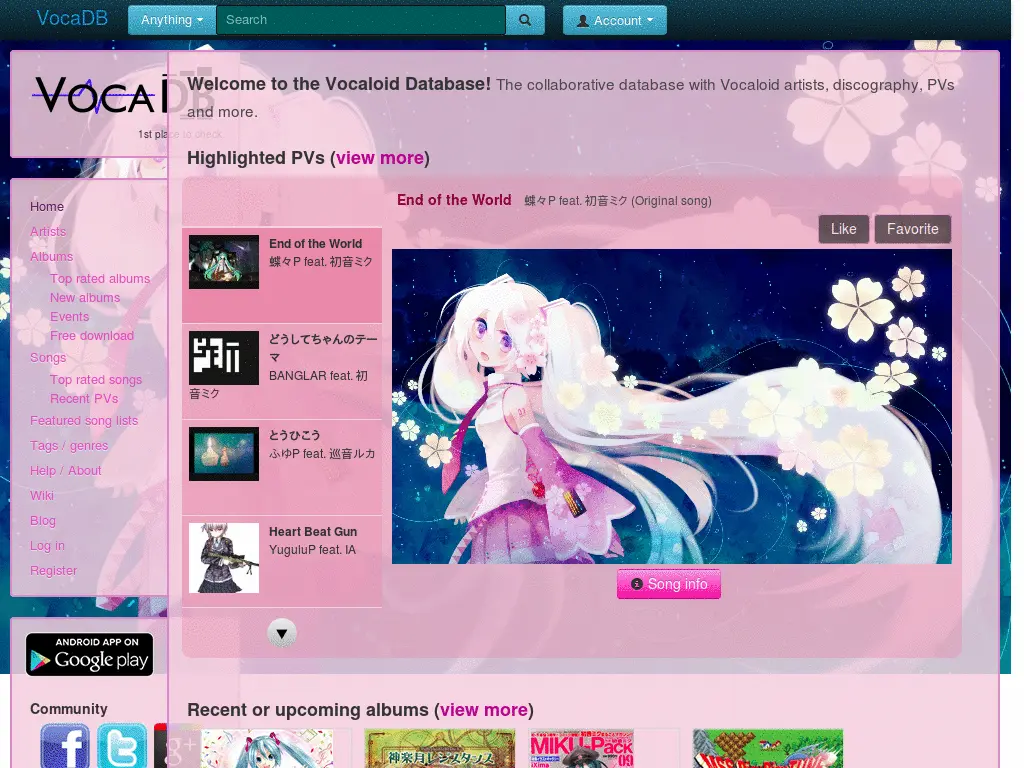 VocaDB
Anything
Search
Account
VOCALDB
1st place to check
Home
Artists
Albums
Top rated albums
New albums
Events
Free download
Songs
Top rated songs
Recent PVs
Featured song lists
Tags / genres
Help / About
Wiki
Blog
Log in
Register
ANDROID APP ON
Google play
Community
f
t
g+
Welcome to the Vocaloid Database! The collaborative database with Vocaloid artists, discography, PVs
and more.
Highlighted PVs (view more)
End of the World
蝶々P feat. 初音ミク
どうしてちゃんのテー
マ
BANGLAR feat. 初
音ミク
とうひこう
ふゆP feat. 巡音ルカ
Heart Beat Gun
YuguluP feat. IA
End of the World 蝶々P feat. 初音ミク (Original song)
Like
Favorite
Song info
Recent or upcoming albums (view more)
神楽月レジスタンス
MIKU-Pack
09